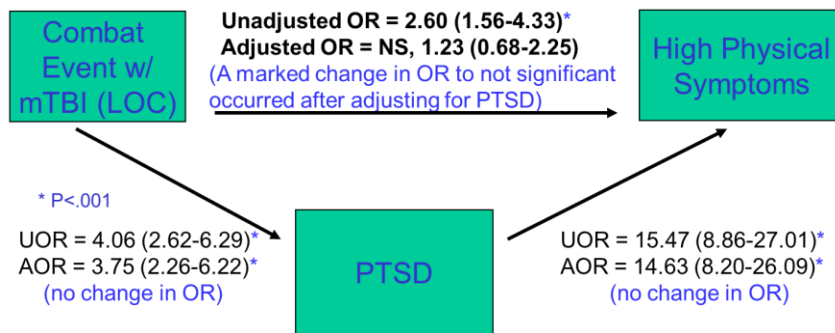 Combat
Event w/
mTBI (LOC)
Unadjusted OR = 2.60 (1.56-4.33)*
Adjusted OR = NS, 1.23 (0.68-2.25)
(A marked change in OR to not significant
occurred after adjusting for PTSD)
High Physical
Symptoms
* P<.001
UOR = 4.06 (2.62-6.29)*
AOR = 3.75 (2.26-6.22)*
(no change in OR)
PTSD
UOR = 15.47 (8.86-27.01)*
AOR = 14.63 (8.20-26.09)*
(no change in OR)